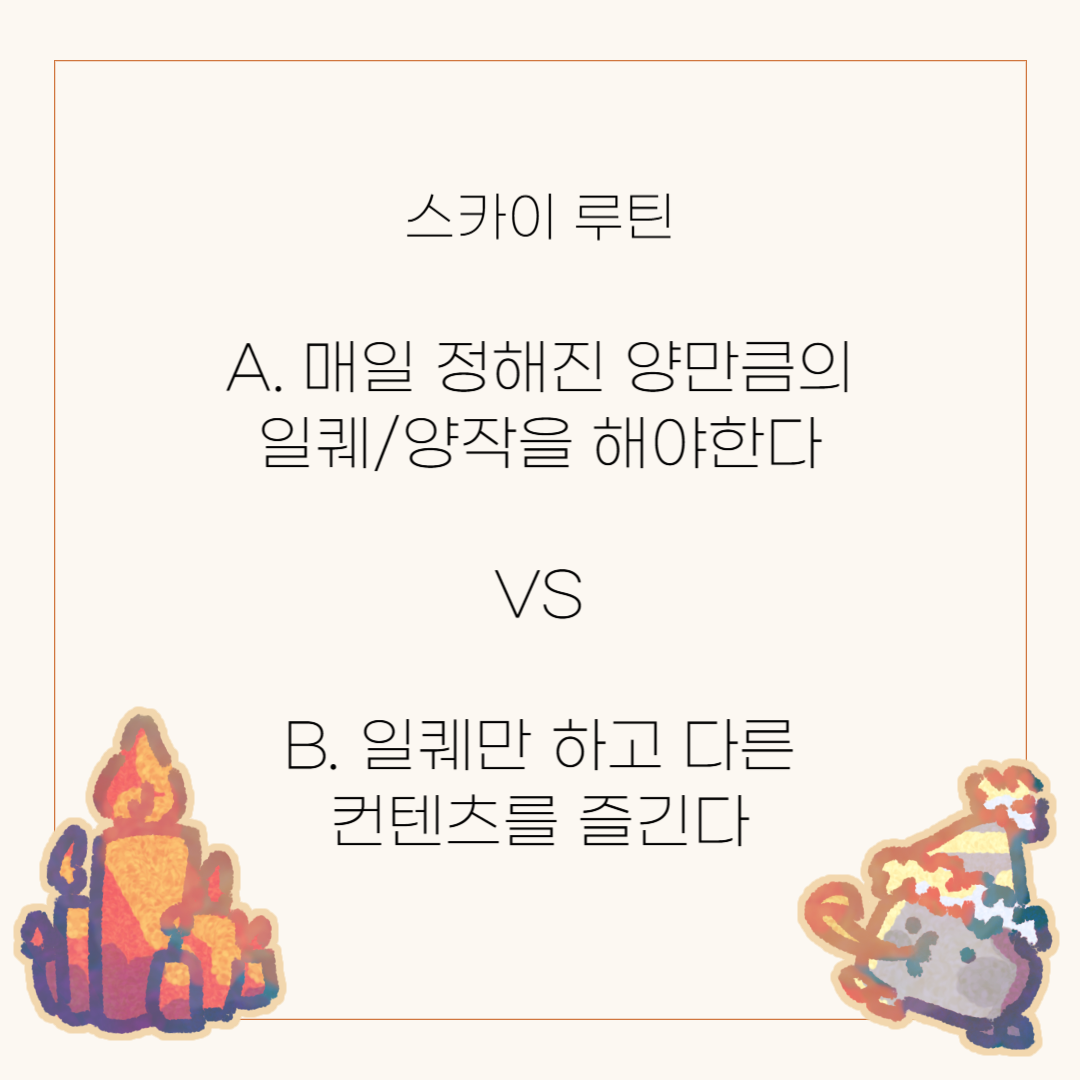 스카이 루틴
A. 매일 정해진 양만큼의
일퀘/양작을 해야한다
VS
B. 일퀘만 하고 다른
컨텐츠를 즐긴다